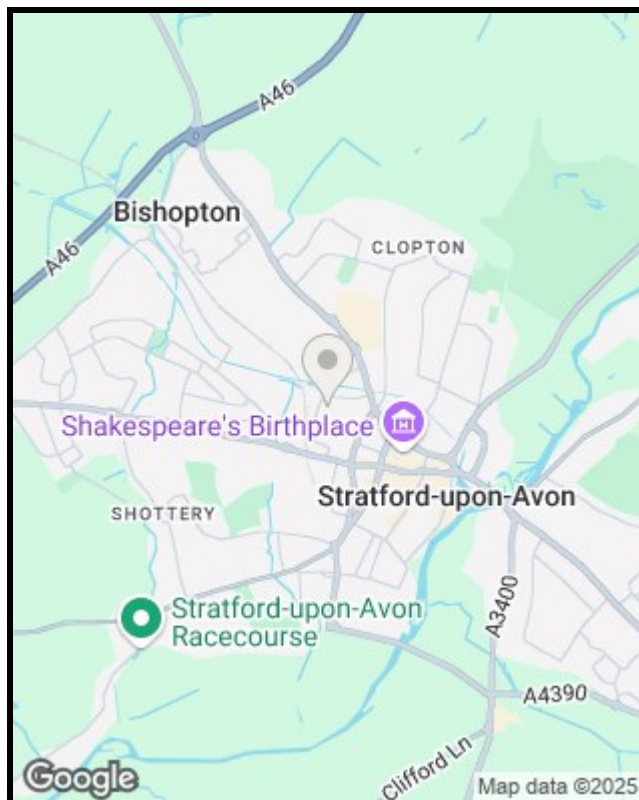 A46
Bishopton
CLOPTON
A46
Shakespeare's Birthplace
Stratford-upon-Avon
SHOTTERY
Stratford-upon-Avon
Racecourse
A3400
A4390
Clifford Ln
Google
Map data ©2025